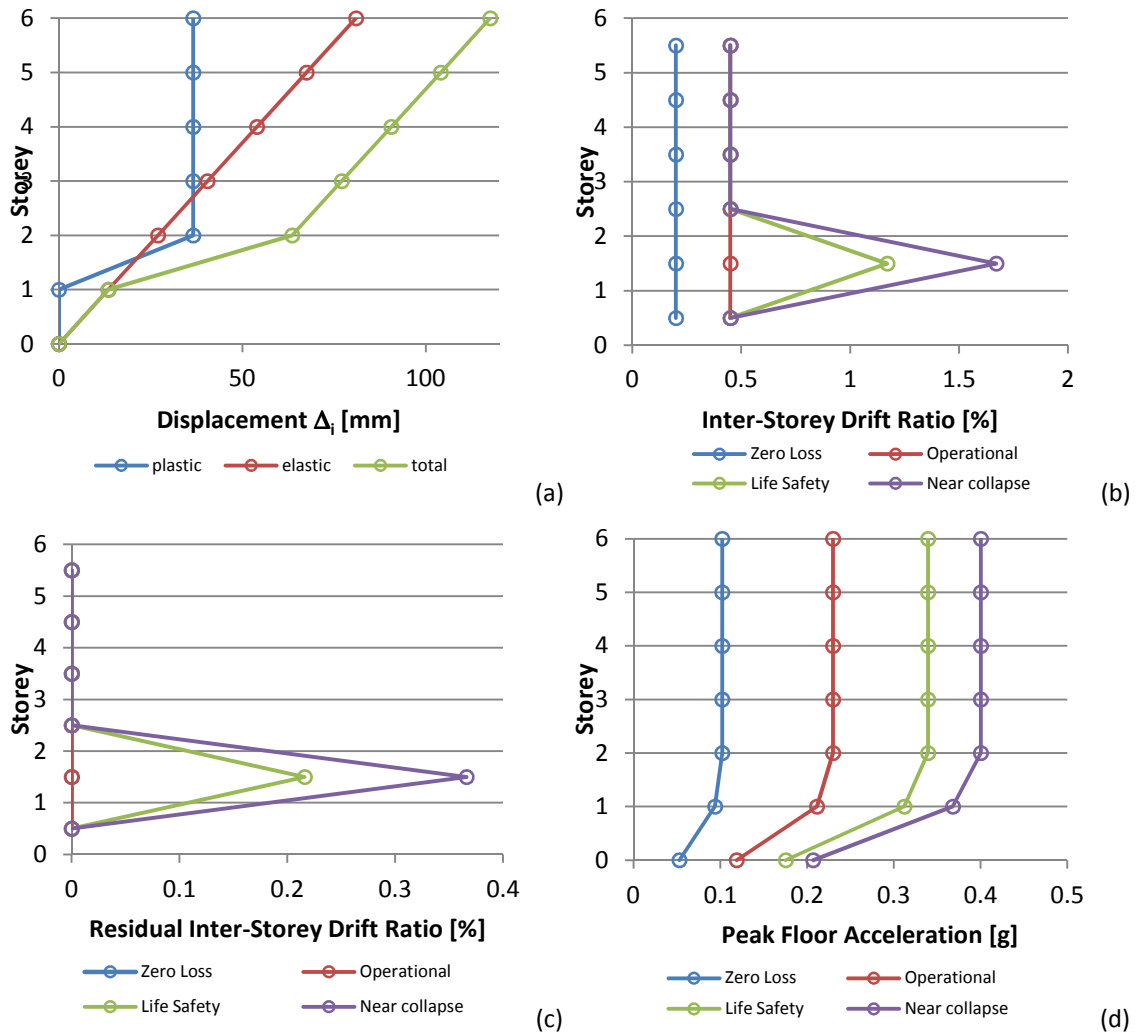 6
5
4
3
2
1
0
Storey
0
50
100
Displacement Δi [mm]
plastic elastic total
(a)
6
5
4
3
2
1
0
Storey
0
0.5
1
1.5
2
Inter-Storey Drift Ratio [%]
Zero Loss Operational
Life Safety Near collapse
(b)
6
5
4
3
2
1
0
Storey
0
0.1
0.2
0.3
0.4
Residual Inter-Storey Drift Ratio [%]
Zero Loss Operational
Life Safety Near collapse
(c)
6
5
4
3
2
1
0
Storey
0
0.1
0.2
0.3
0.4
0.5
Peak Floor Acceleration [g]
Zero Loss Operational
Life Safety Near collapse
(d)